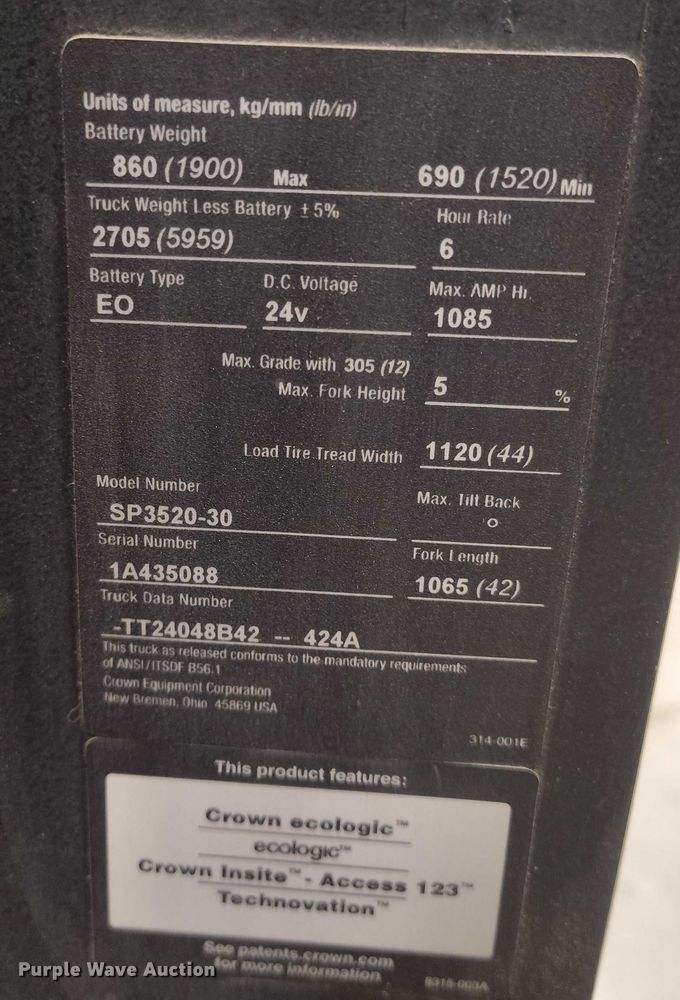 Units of measure, kg/mm (lb/in)
Battery Weight
860 (1900) Max 690 (1520) Min
Truck Weight Less Battery ± 5% Hour Rate
2705 (5959) 6
Battery Type D.C. Voltage Max. AMP Hr.
EO 24v 1085
Max. Grade with 305 (12)
Max. Fork Height 5 %
Load Tire Tread Width 1120 (44)
Model Number Max. Tilt Back
SP3520-30 °
Serial Number Fork Length
1A435088 1065 (42)
Truck Data Number
-TT24048B42 -- 424A
This truck as released conforms to the mandatory requirements
of ANSI/ITSDF B56.1
Crown Equipment Corporation
New Bremen, Ohio 45869 USA
314-001E
This product features:
Crown ecologic™
ecologic™
Crown Insite™ - Access 123™
Technovation™
See patents.crown.com
for more information
8315-003A
Purple Wave Auction